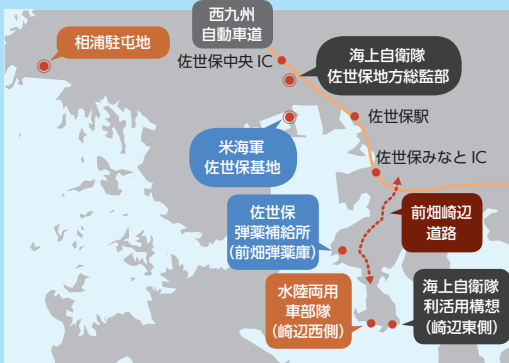 西九州
自動車道
相浦駐屯地
佐世保中央 IC
海上自衛隊
佐世保地方総監部
佐世保駅
米海軍
佐世保基地
佐世保みなと IC
佐世保
弾薬補給所
(前畑弾薬庫)
前畑崎辺
道路
水陸両用
車部隊
(崎辺西側)
海上自衛隊
利活用構想
(崎辺東側)